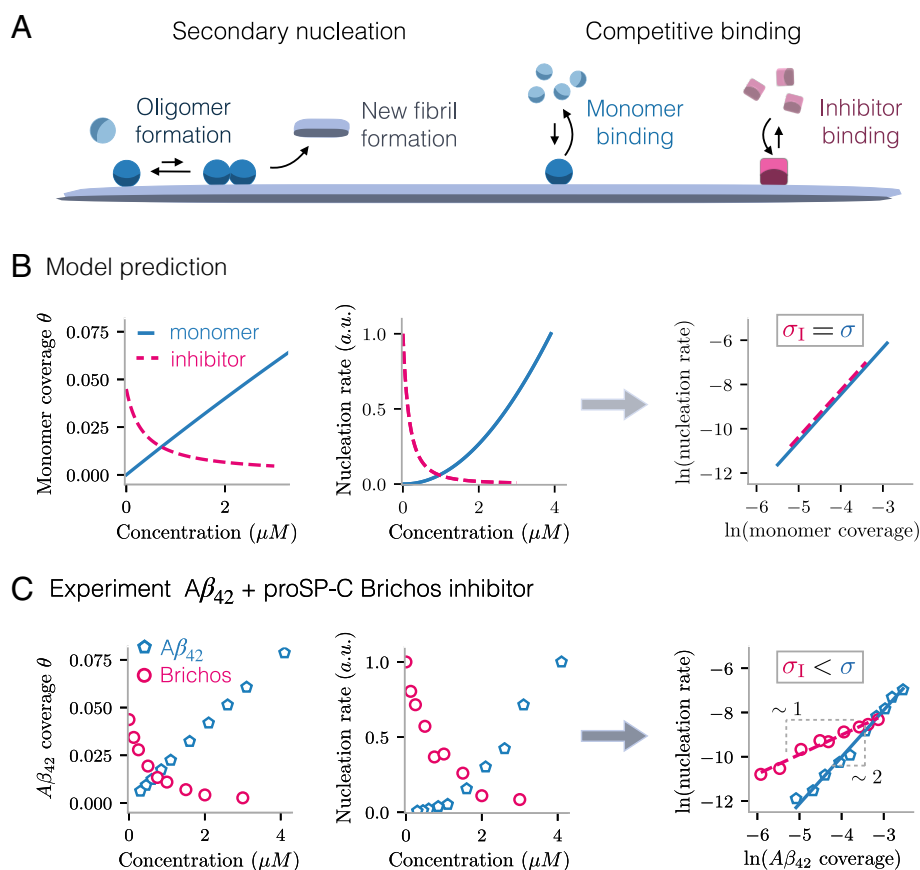 A
Secondary nucleation
Competitive binding
Oligomer
formation
New fibril
formation
Monomer
binding
Inhibitor
binding
B Model prediction
Monomer coverage θ
0.075
0.050
0.025
0.000
monomer
inhibitor
2
Concentration (μM)
Nucleation rate (a.u.)
1.0
0.5
0.0
0
2
4
Concentration (μM)
ln(nucleation rate)
−6
−8
−10
−12
σI = σ
−6
−5
−4
−3
ln(monomer coverage)
C Experiment Aβ42 + proSP-C Brichos inhibitor
Aβ42 coverage θ
0.075
0.050
0.025
0.000
Aβ42
Brichos
0
2
4
Concentration (μM)
Nucleation rate (a.u.)
1.0
0.5
0.0
0
2
4
Concentration (μM)
ln(nucleation rate)
−6
−8
−10
−12
σI < σ
∼ 1
∼ 2
−6
−5
−4
−3
ln(Aβ42 coverage)